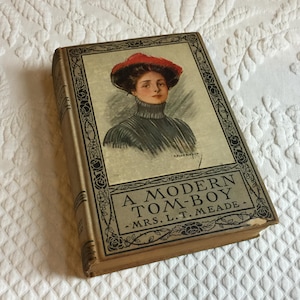 A MODERN
TOM-BOY
-MRS. L.T. MEADE-